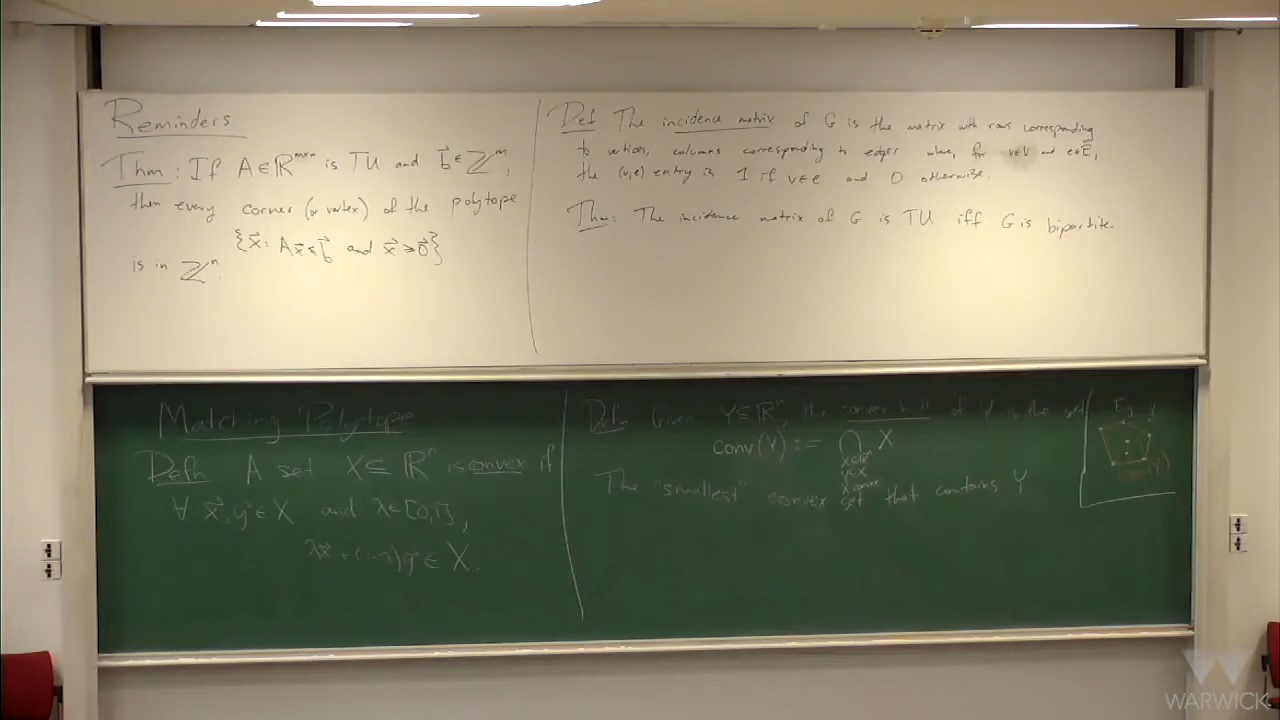 Reminders
Thm: If A∈ℝ^{m×n} is TU and b⃗∈ℤ^m,
then every corner (or vertex) of the polytope
{x⃗: Ax⃗≤b⃗ and x⃗≥0⃗}
is in ℤ^n.
Def The incidence matrix of G is the matrix with rows corresponding
to vertices, columns corresponding to edges where, for v∈V and e∈E,
the (v,e) entry is 1 if v∈e and 0 otherwise.
Thm: The incidence matrix of G is TU iff G is bipartite.
Matching Polytope
Defn A set X⊆ℝ^n is convex if
∀ x⃗,y⃗∈X and λ∈[0,1],
λx⃗+(1-λ)y⃗∈X.
Defn Given Y⊆ℝ^n, the convex hull of Y is the set
conv(Y) := ⋂ X
X⊆ℝ^n
Y⊆X
X convex
The "smallest" convex set that contains Y
E.g. Y
conv(Y)
WARWICK